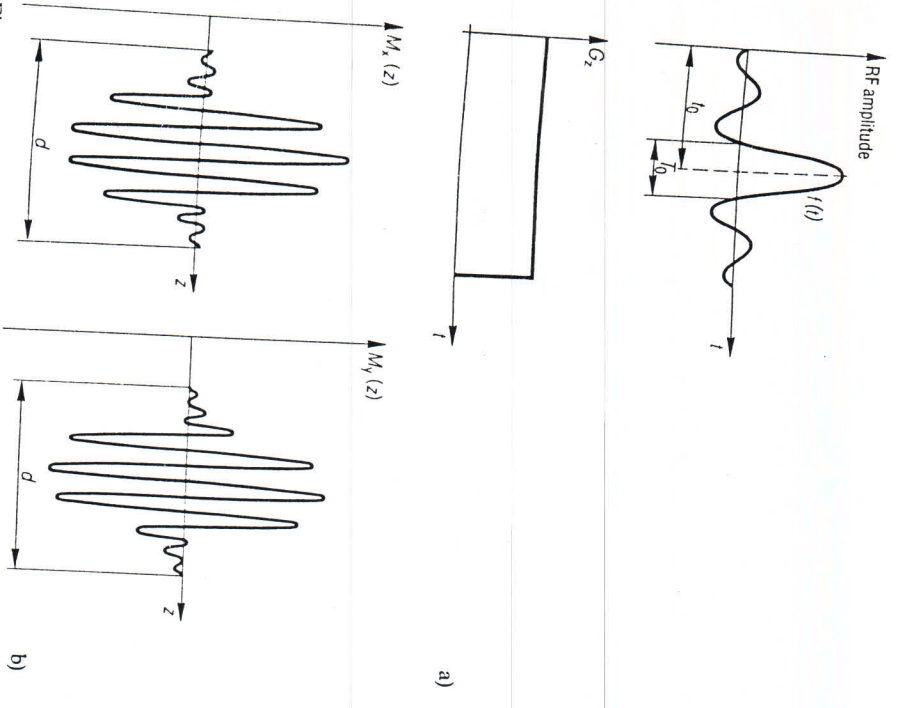 RF amplitude
f(t)
t₀
T₀
t
G_z
t
a)
M_x (z)
d
z
M_y (z)
d
z
b)